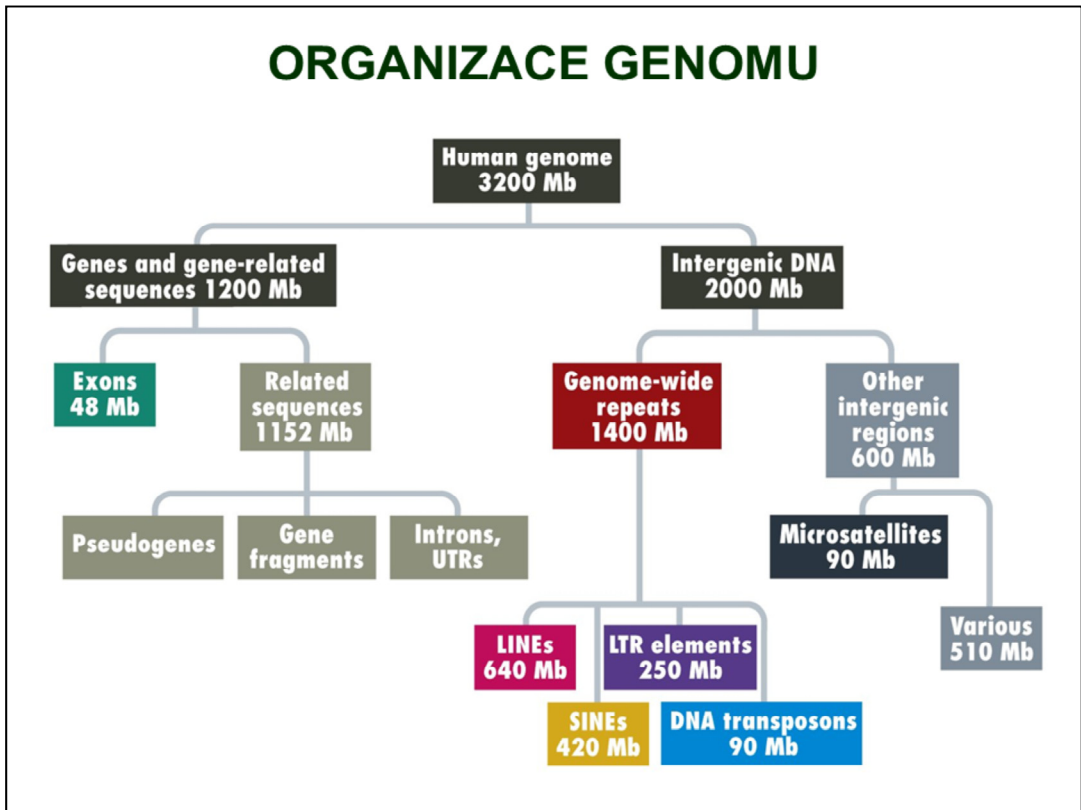 ORGANIZACE GENOMU
Human genome
3200 Mb
Genes and gene-related
sequences 1200 Mb
Intergenic DNA
2000 Mb
Exons
48 Mb
Related
sequences
1152 Mb
Genome-wide
repeats
1400 Mb
Other
intergenic
regions
600 Mb
Pseudogenes
Gene
fragments
Introns,
UTRs
Microsatellites
90 Mb
LINEs
640 Mb
LTR elements
250 Mb
Various
510 Mb
SINEs
420 Mb
DNA transposons
90 Mb